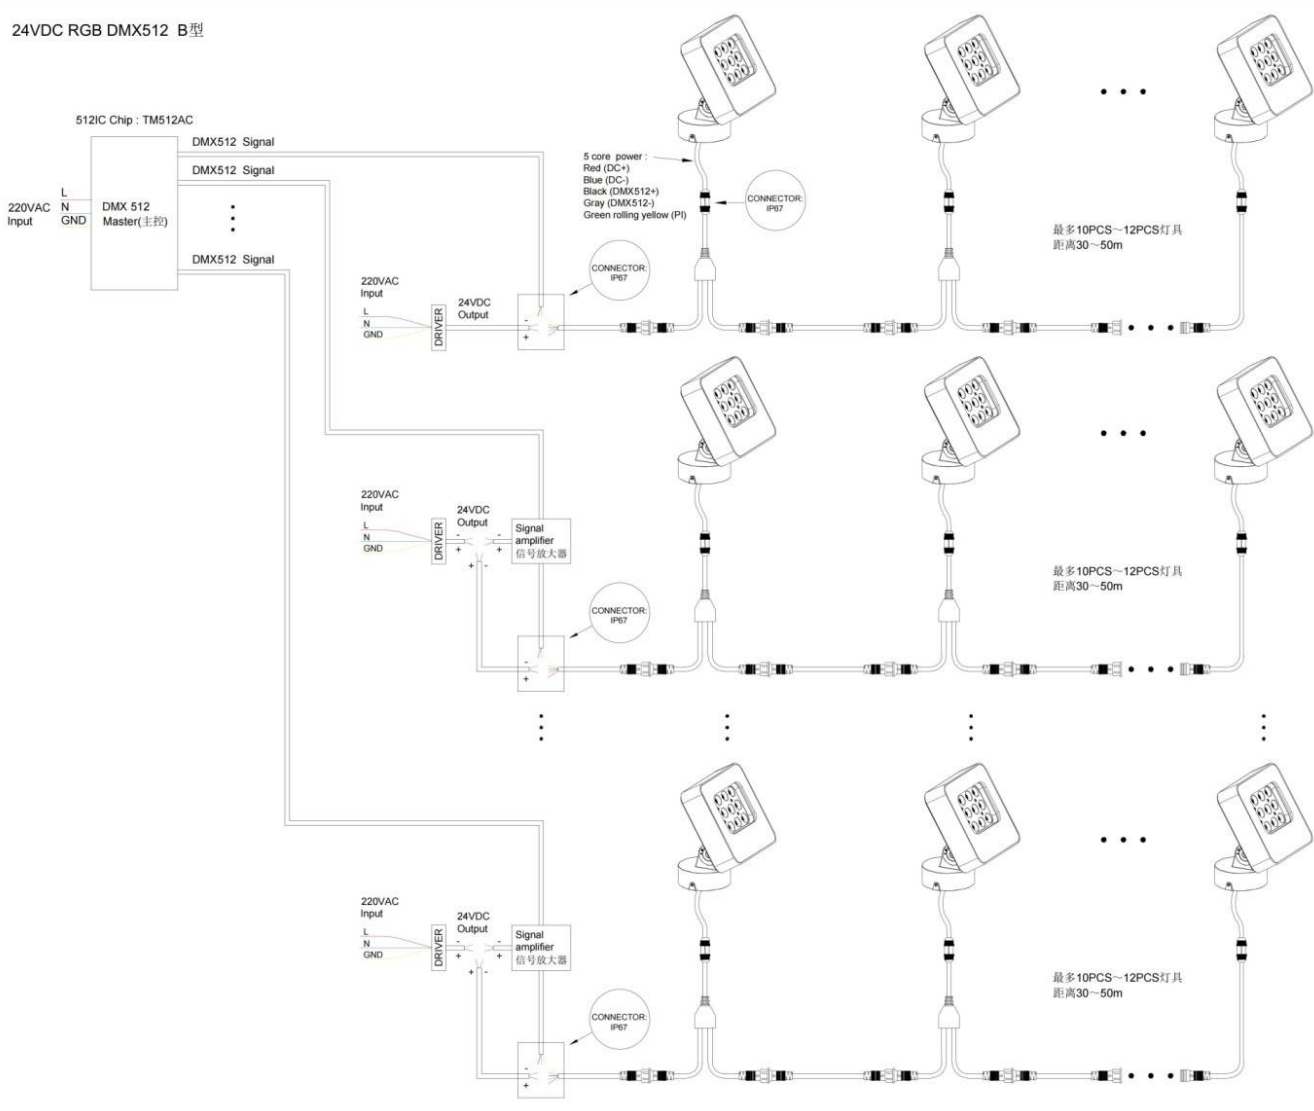 24VDC RGB DMX512 B型
512IC Chip : TM512AC
DMX512 Signal
DMX512 Signal
DMX512 Signal
220VAC
Input
L
N
GND
DMX 512
Master(主控)
5 core power :
Red (DC+)
Blue (DC-)
Black (DMX512+)
Gray (DMX512-)
Green rolling yellow (PI)
CONNECTOR:
IP67
最多10PCS～12PCS灯具
距离30～50m
CONNECTOR:
IP67
220VAC
Input
L
N
GND
DRIVER
24VDC
Output
-
+
220VAC
Input
L
N
GND
DRIVER
24VDC
Output
-
+
-
+
+ -
Signal
amplifier
信号放大器
最多10PCS～12PCS灯具
距离30～50m
CONNECTOR:
IP67
-
+
220VAC
Input
L
N
GND
DRIVER
24VDC
Output
-
+
-
+
+ -
Signal
amplifier
信号放大器
最多10PCS～12PCS灯具
距离30～50m
CONNECTOR:
IP67
-
+